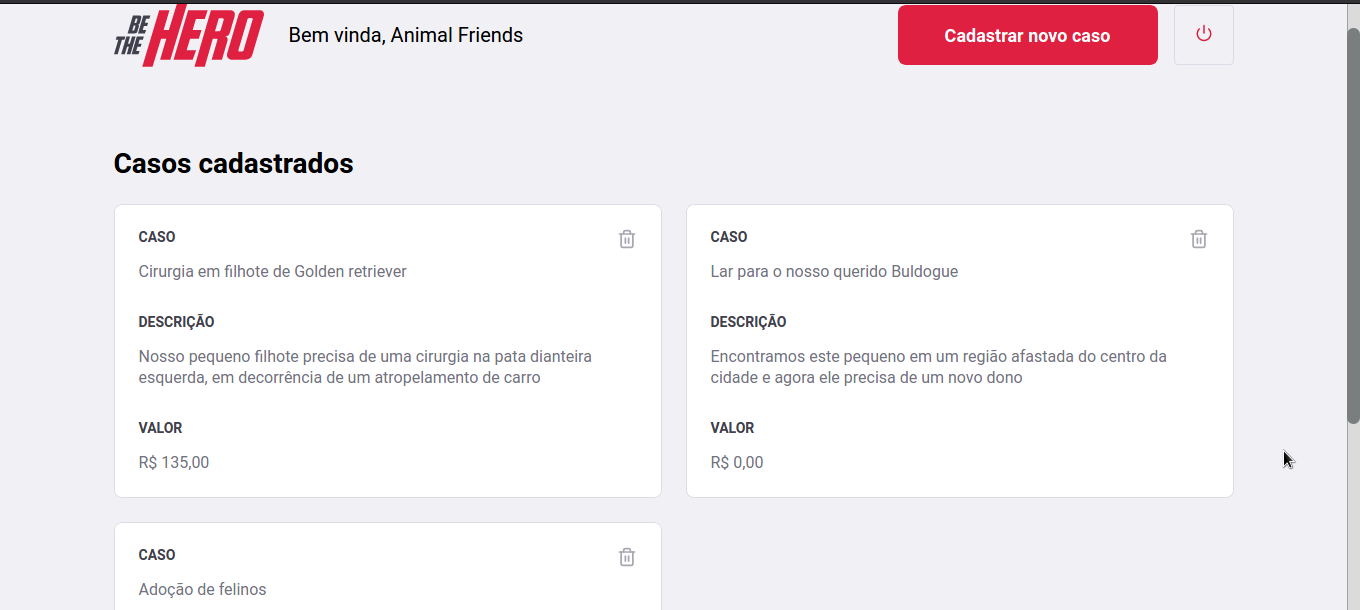 BE THE HERO
Bem vinda, Animal Friends
Cadastrar novo caso
Casos cadastrados
CASO
Cirurgia em filhote de Golden retriever
DESCRIÇÃO
Nosso pequeno filhote precisa de uma cirurgia na pata dianteira
esquerda, em decorrência de um atropelamento de carro
VALOR
R$ 135,00
CASO
Lar para o nosso querido Buldogue
DESCRIÇÃO
Encontramos este pequeno em um região afastada do centro da
cidade e agora ele precisa de um novo dono
VALOR
R$ 0,00
CASO
Adoção de felinos